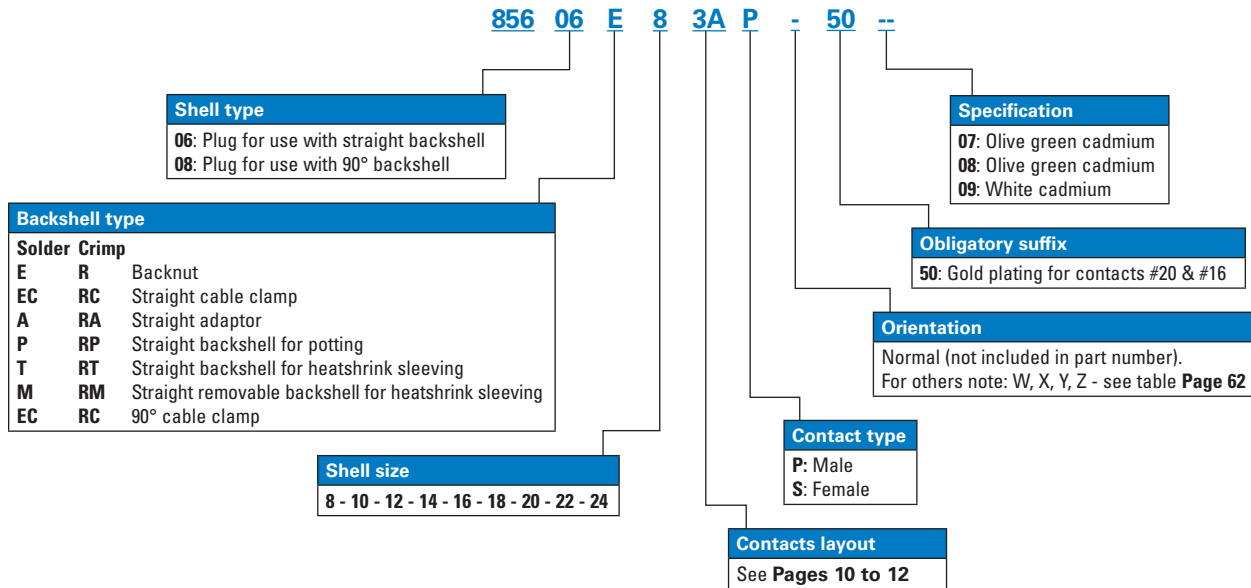 856 06 E 8 3A P - 50 --
Shell type
06: Plug for use with straight backshell
08: Plug for use with 90° backshell
Specification
07: Olive green cadmium
08: Olive green cadmium
09: White cadmium
Backshell type
Solder Crimp
E R Backnut
EC RC Straight cable clamp
A RA Straight adaptor
P RP Straight backshell for potting
T RT Straight backshell for heatshrink sleeving
M RM Straight removable backshell for heatshrink sleeving
EC RC 90° cable clamp
Obligatory suffix
50: Gold plating for contacts #20 & #16
Orientation
Normal (not included in part number).
For others note: W, X, Y, Z - see table Page 62
Contact type
P: Male
S: Female
Shell size
8 - 10 - 12 - 14 - 16 - 18 - 20 - 22 - 24
Contacts layout
See Pages 10 to 12